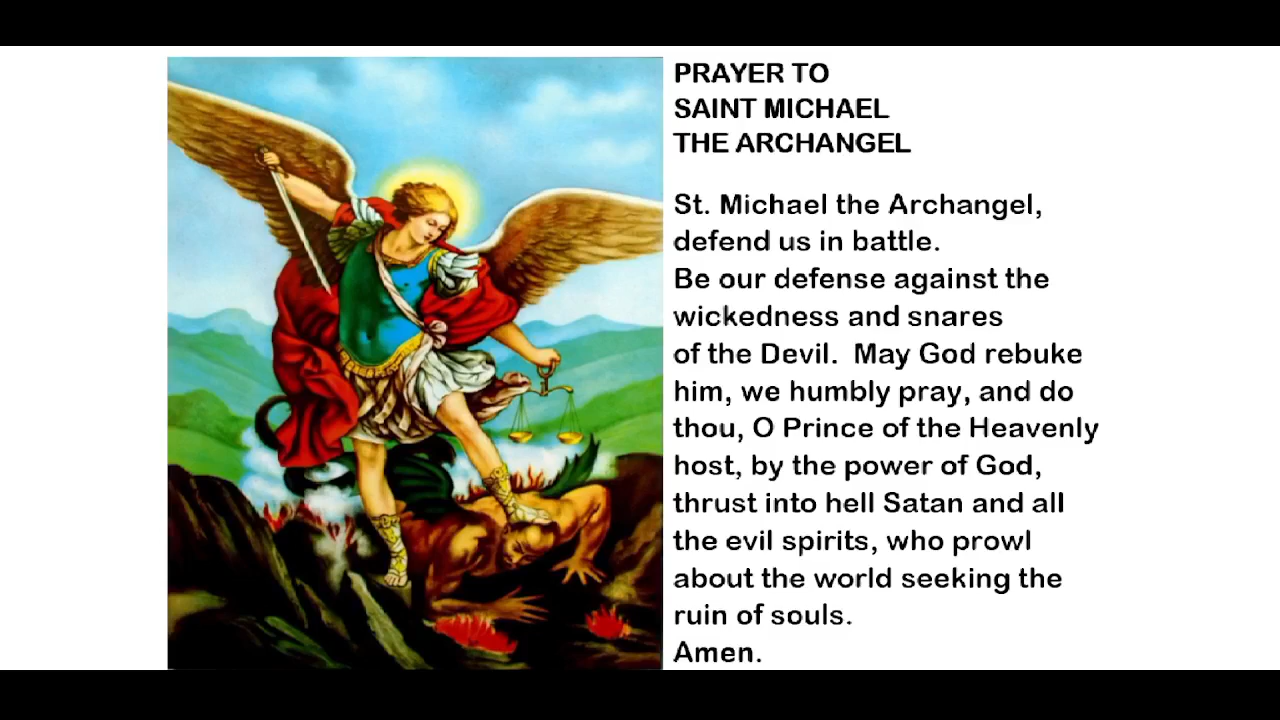 PRAYER TO
SAINT MICHAEL
THE ARCHANGEL
St. Michael the Archangel,
defend us in battle.
Be our defense against the
wickedness and snares
of the Devil.  May God rebuke
him, we humbly pray, and do
thou, O Prince of the Heavenly
host, by the power of God,
thrust into hell Satan and all
the evil spirits, who prowl
about the world seeking the
ruin of souls.
Amen.